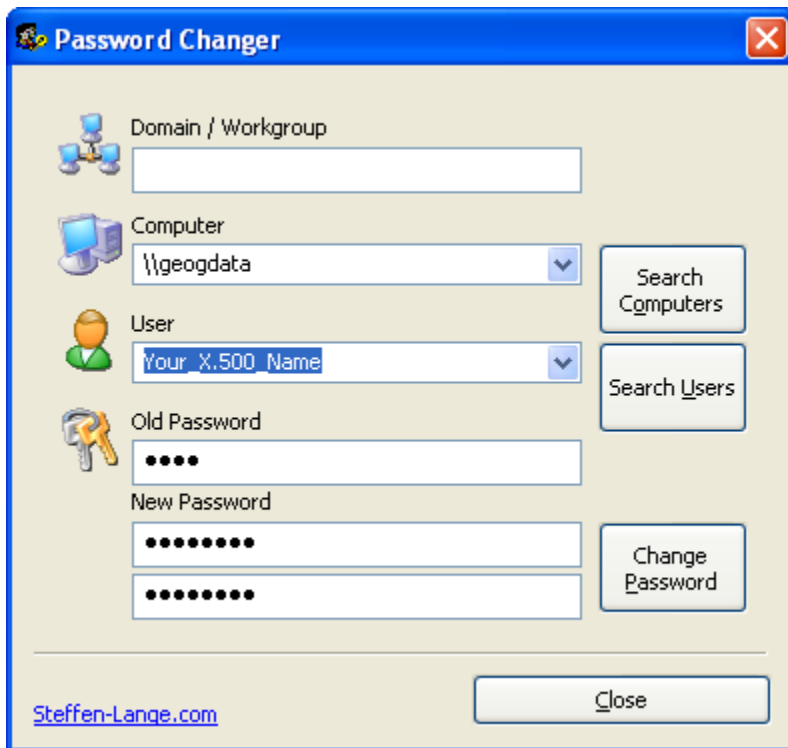 Password Changer
Domain / Workgroup
Computer
\\geogdata
Search
Computers
User
Your_X.500_Name
Search Users
Old Password
••••
New Password
••••••••
••••••••
Change
Password
Steffen-Lange.com
Close